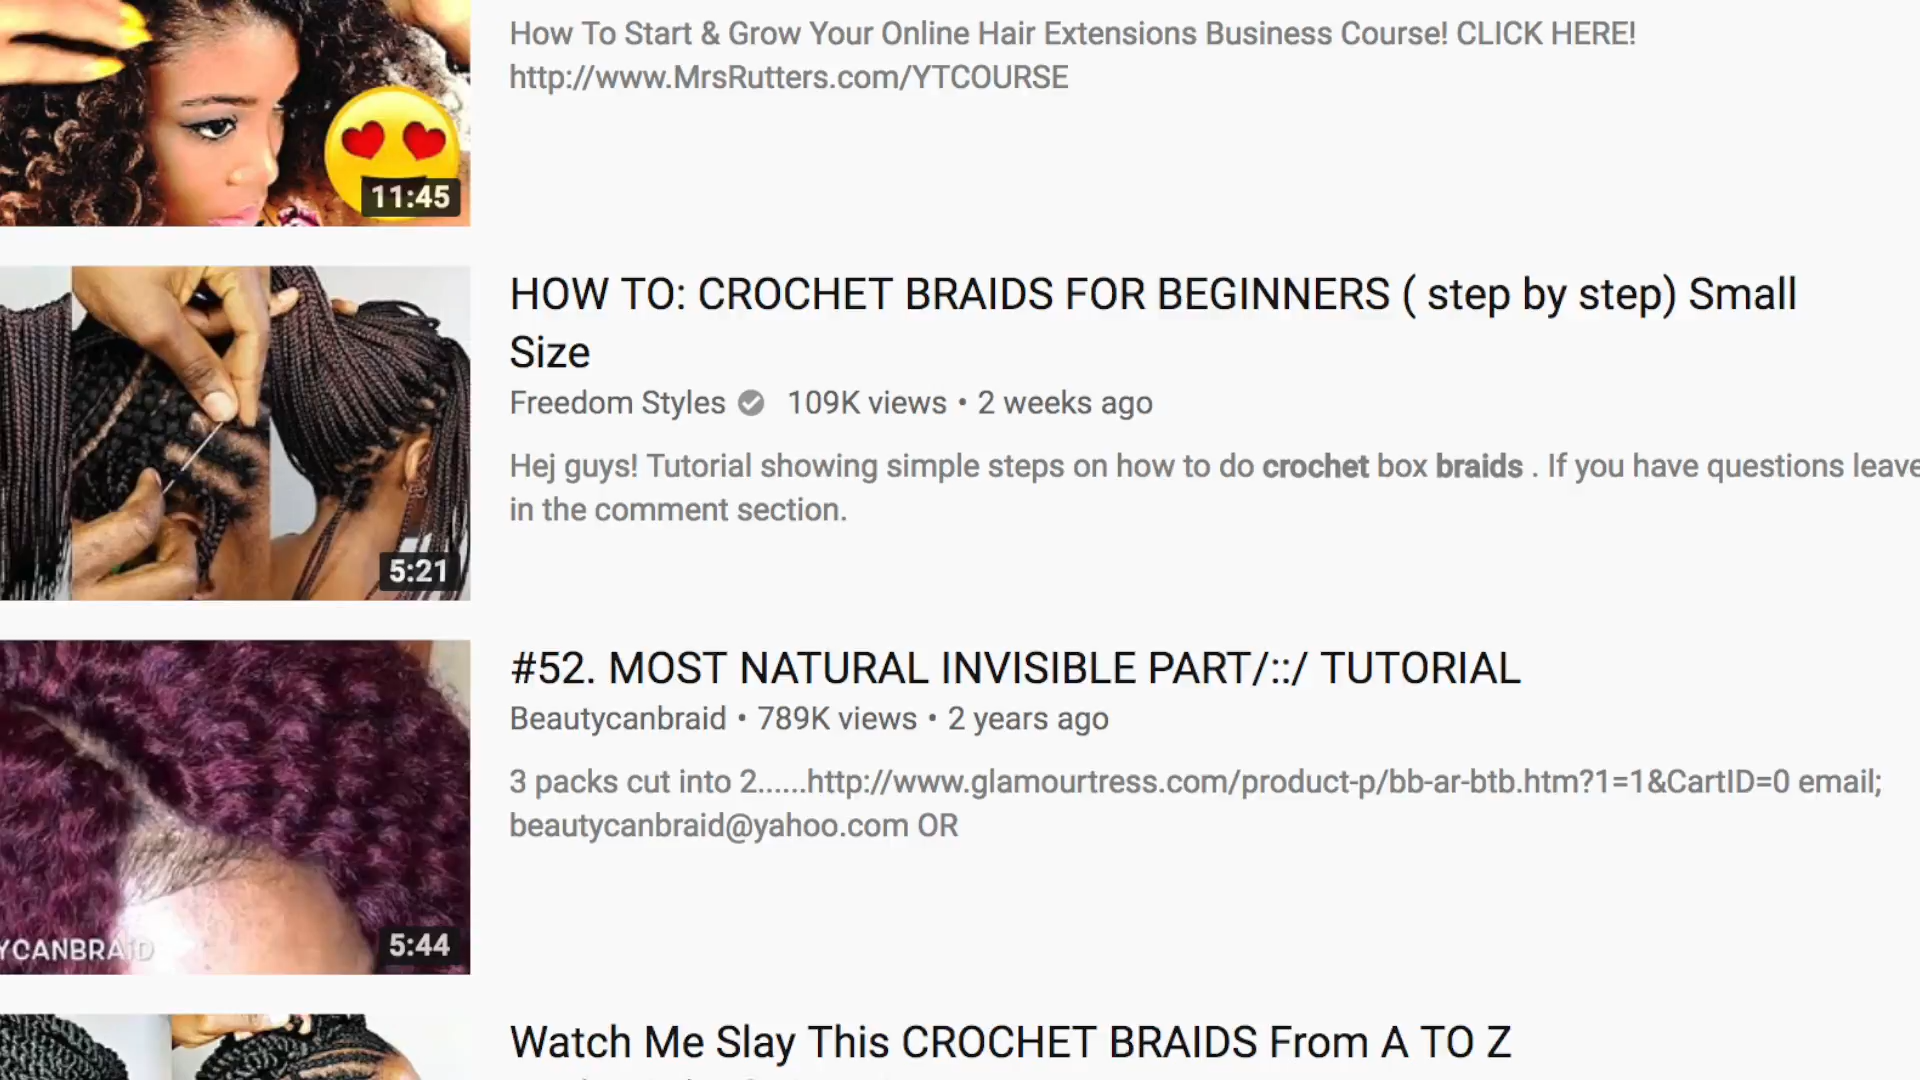 How To Start & Grow Your Online Hair Extensions Business Course! CLICK HERE!
http://www.MrsRutters.com/YTCOURSE
11:45
HOW TO: CROCHET BRAIDS FOR BEGINNERS ( step by step) Small
Size
Freedom Styles 109K views • 2 weeks ago
Hej guys! Tutorial showing simple steps on how to do crochet box braids . If you have questions leave
in the comment section.
5:21
#52. MOST NATURAL INVISIBLE PART/::/ TUTORIAL
Beautycanbraid • 789K views • 2 years ago
3 packs cut into 2......http://www.glamourtress.com/product-p/bb-ar-btb.htm?1=1&CartID=0 email;
beautycanbraid@yahoo.com OR
YCANBRAID
5:44
Watch Me Slay This CROCHET BRAIDS From A TO Z